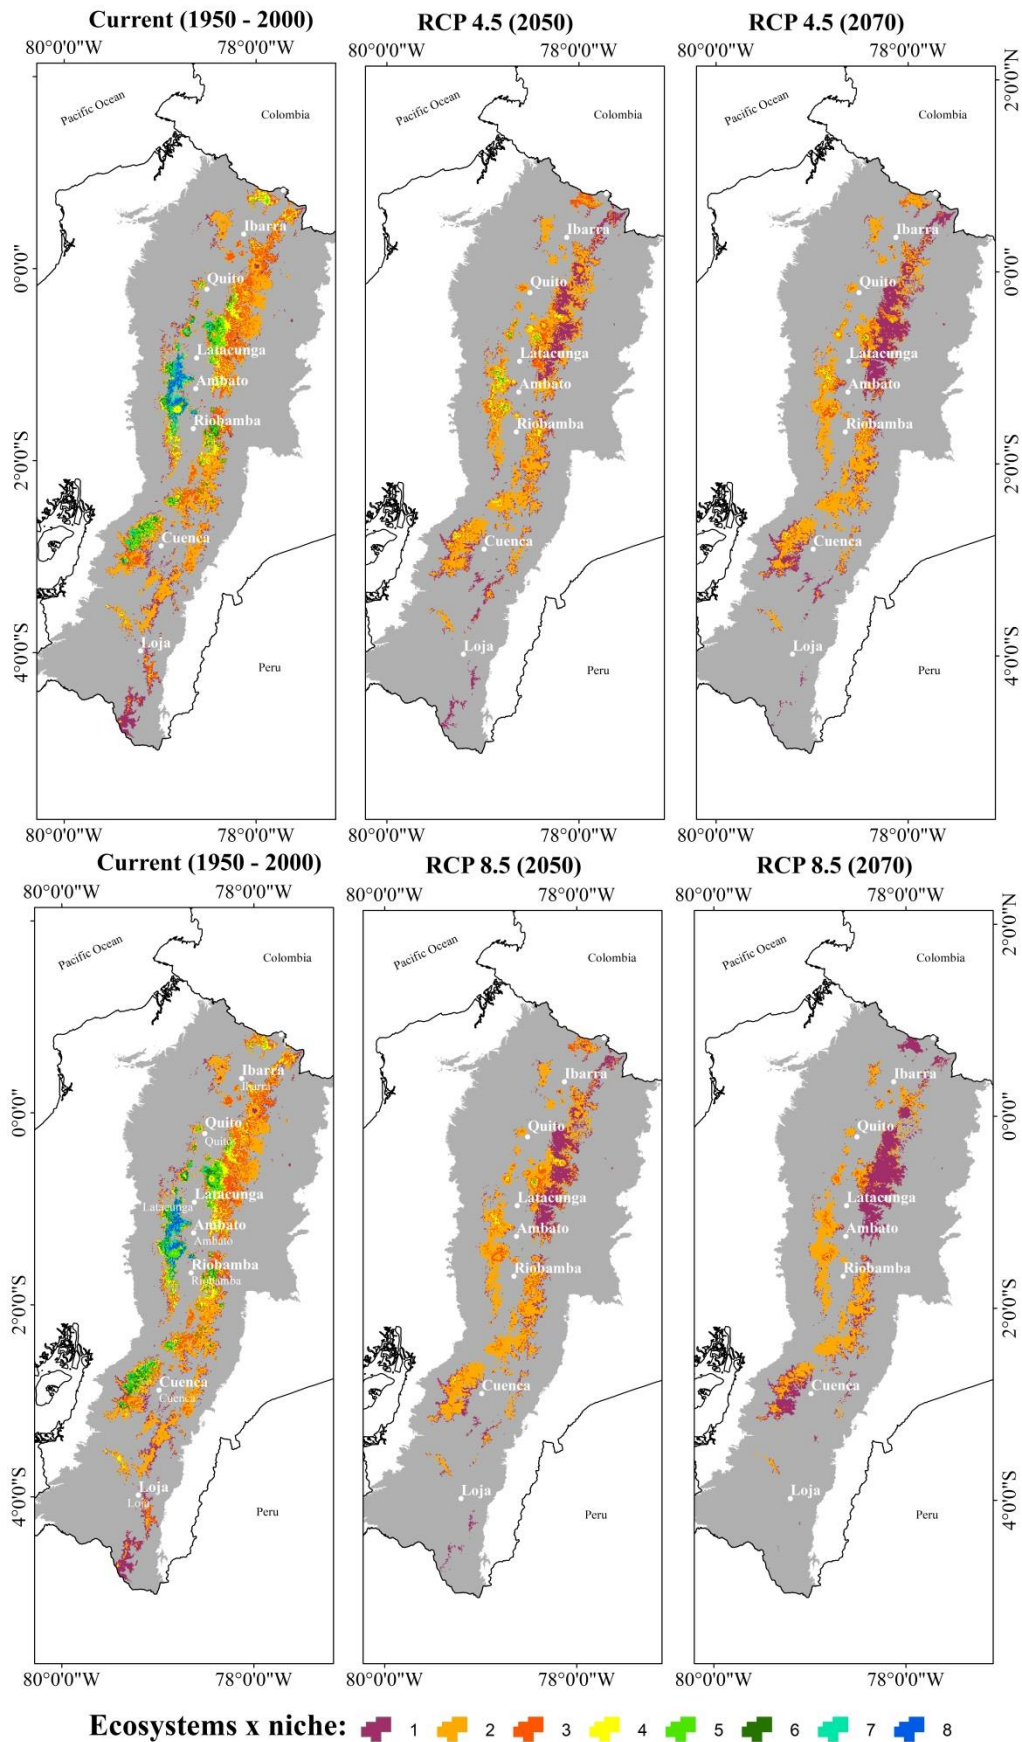 Current (1950 - 2000) RCP 4.5 (2050) RCP 4.5 (2070)
80°0'0"W 78°0'0"W 80°0'0"W 78°0'0"W 80°0'0"W 78°0'0"W
2°0'0"N
Pacific Ocean Colombia Pacific Ocean Colombia Pacific Ocean Colombia
Ibarra Ibarra Ibarra
0°0'0" 0°0'0"
Quito Quito Quito
Latacunga Latacunga Latacunga
Ambato Ambato Ambato
Riobamba Riobamba Riobamba
2°0'0"S 2°0'0"S
Cuenca Cuenca Cuenca
Loja Loja Loja
4°0'0"S 4°0'0"S
Peru Peru Peru
80°0'0"W 78°0'0"W 80°0'0"W 78°0'0"W 80°0'0"W 78°0'0"W
Current (1950 - 2000) RCP 8.5 (2050) RCP 8.5 (2070)
80°0'0"W 78°0'0"W 80°0'0"W 78°0'0"W 80°0'0"W 78°0'0"W
2°0'0"N
Pacific Ocean Colombia Pacific Ocean Colombia Pacific Ocean Colombia
Ibarra Ibarra Ibarra
Ibarra
0°0'0" 0°0'0"
Quito Quito Quito
Quito
Latacunga Latacunga Latacunga
Latacunga
Ambato Ambato Ambato
Ambato
Riobamba Riobamba Riobamba
Riobamba
2°0'0"S 2°0'0"S
Cuenca Cuenca Cuenca
Cuenca
Loja Loja Loja
Loja
4°0'0"S 4°0'0"S
Peru Peru Peru
80°0'0"W 78°0'0"W 80°0'0"W 78°0'0"W 80°0'0"W 78°0'0"W
Ecosystems x niche: 1 2 3 4 5 6 7 8